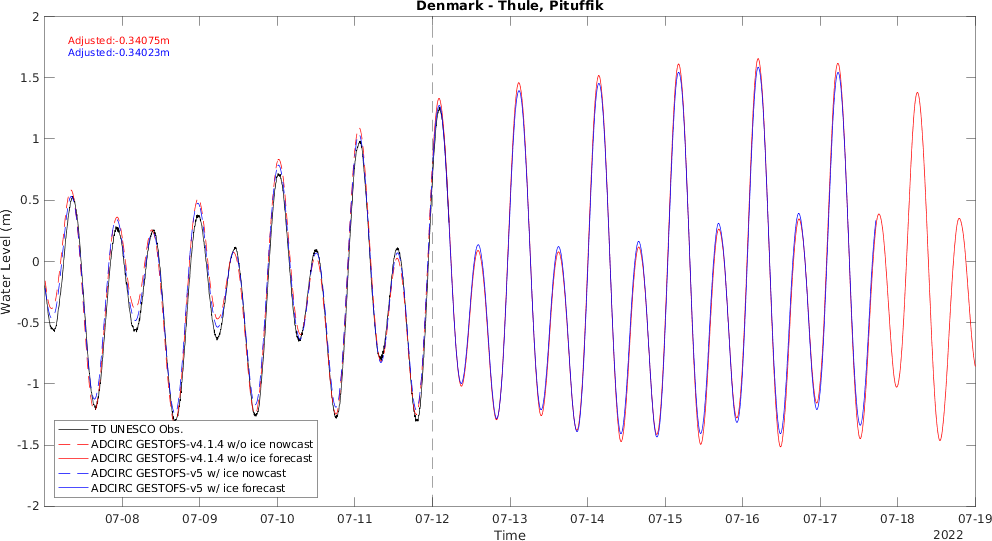 Denmark - Thule, Pituffik
Adjusted:-0.34075m
Adjusted:-0.34023m
Water Level (m)
2
1.5
1
0.5
0
-0.5
-1
-1.5
-2
TD UNESCO Obs.
ADCIRC GESTOFS-v4.1.4 w/o ice nowcast
ADCIRC GESTOFS-v4.1.4 w/o ice forecast
ADCIRC GESTOFS-v5 w/ ice nowcast
ADCIRC GESTOFS-v5 w/ ice forecast
07-08 07-09 07-10 07-11 07-12 07-13 07-14 07-15 07-16 07-17 07-18 07-19
Time
2022